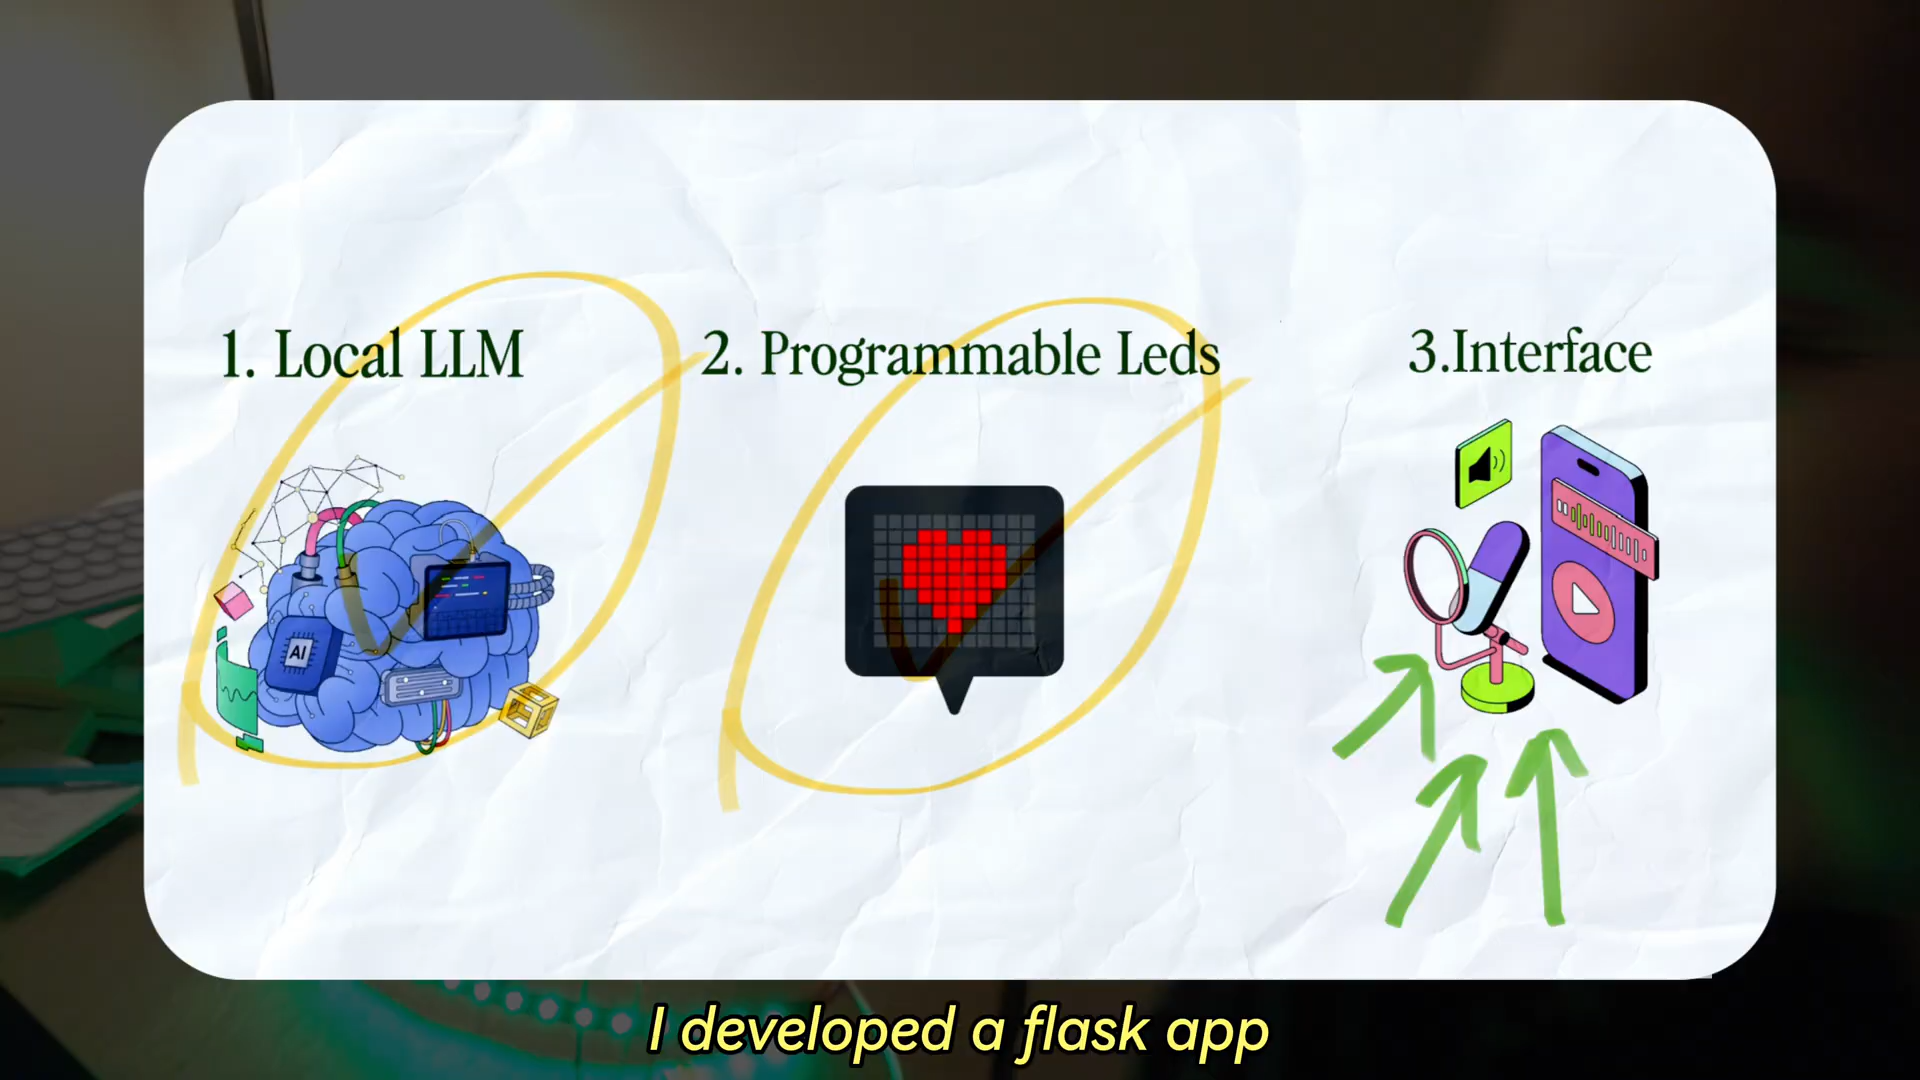 1. Local LLM
2. Programmable Leds
3.Interface
AI
I developed a flask app